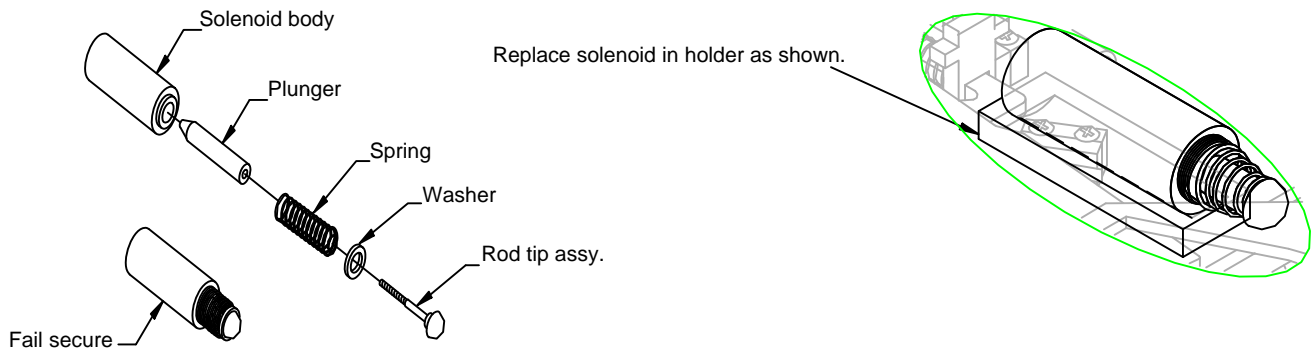 Solenoid body
Replace solenoid in holder as shown.
Plunger
Spring
Washer
Rod tip assy.
Fail secure